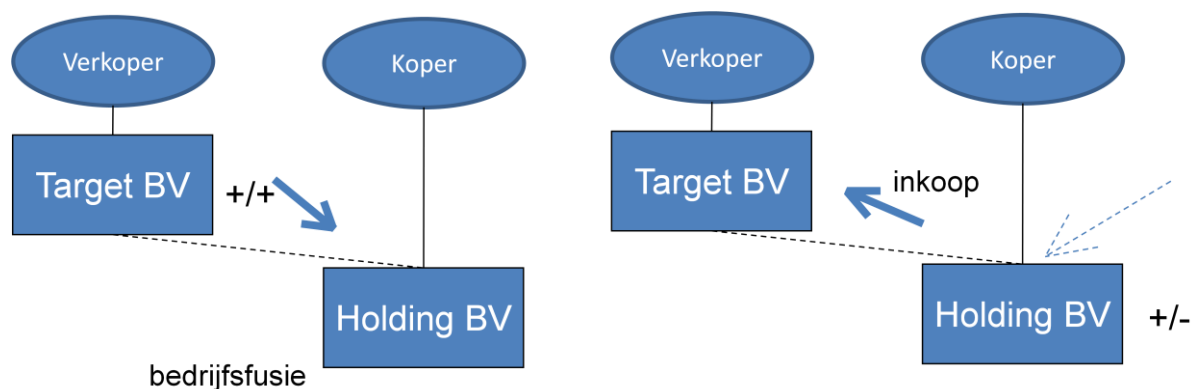 Verkoper
Koper
Target BV
+/+
Holding BV
bedrijfsfusie
Verkoper
Koper
Target BV
inkoop
Holding BV
+/-